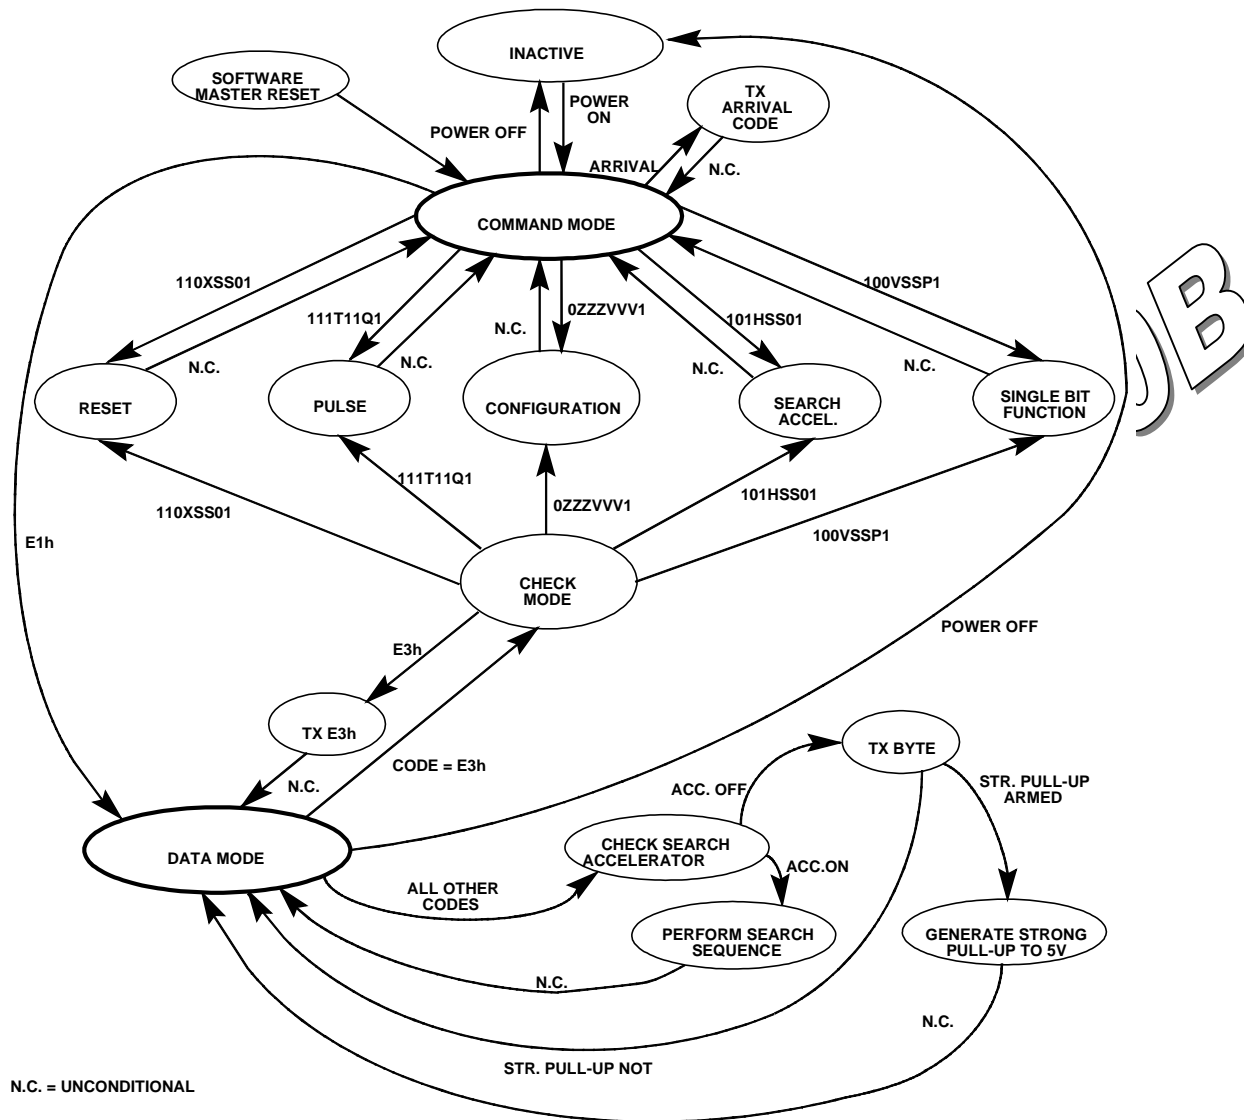 INACTIVE
SOFTWARE
MASTER RESET
TX
ARRIVAL
CODE
POWER
ON
POWER OFF
ARRIVAL
N.C.
COMMAND MODE
110XSS01
111T11Q1
0ZZZVVV1
101HSS01
100VSSP1
N.C.
N.C.
N.C.
N.C.
N.C.
RESET
PULSE
CONFIGURATION
SEARCH
ACCEL.
SINGLE BIT
FUNCTION
110XSS01
111T11Q1
0ZZZVVV1
101HSS01
100VSSP1
E1h
CHECK
MODE
POWER OFF
E3h
TX E3h
N.C.
CODE = E3h
TX BYTE
ACC. OFF
STR. PULL-UP
ARMED
DATA MODE
CHECK SEARCH
ACCELERATOR
ACC.ON
ALL OTHER
CODES
PERFORM SEARCH
SEQUENCE
GENERATE STRONG
PULL-UP TO 5V
N.C.
N.C.
STR. PULL-UP NOT
N.C. = UNCONDITIONAL